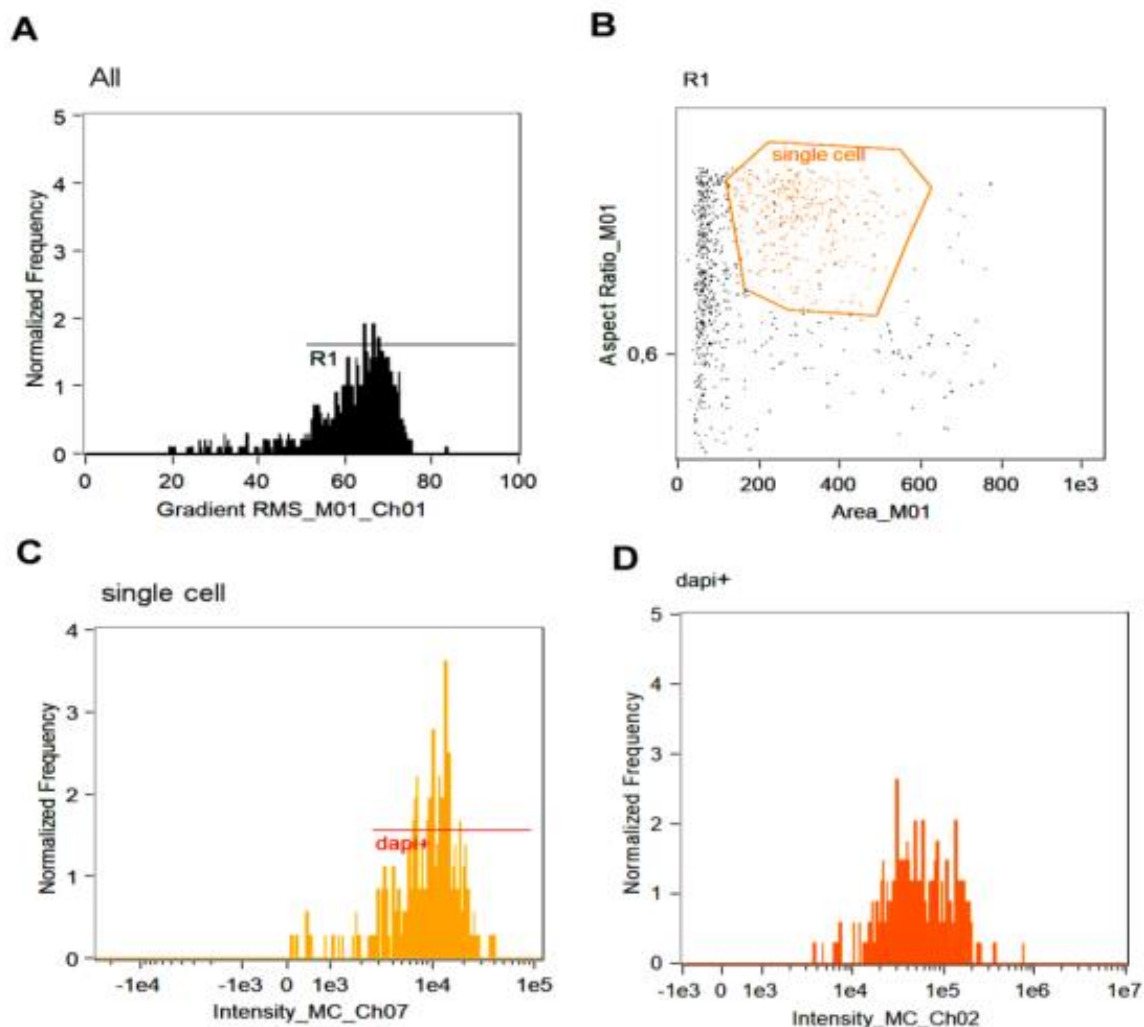 A
All
Normalized Frequency
5
4
3
2
1
0
R1
0 20 40 60 80 100
Gradient RMS_M01_Ch01
B
R1
single cell
Aspect Ratio_M01
0,6
0 200 400 600 800 1e3
Area_M01
C
single cell
Normalized Frequency
4
3
2
1
0
dapi+
-1e4 -1e3 0 1e3 1e4 1e5
Intensity_MC_Ch07
D
dapi+
Normalized Frequency
5
4
3
2
1
0
-1e3 0 1e3 1e4 1e5 1e6 1e7
Intensity_MC_Ch02